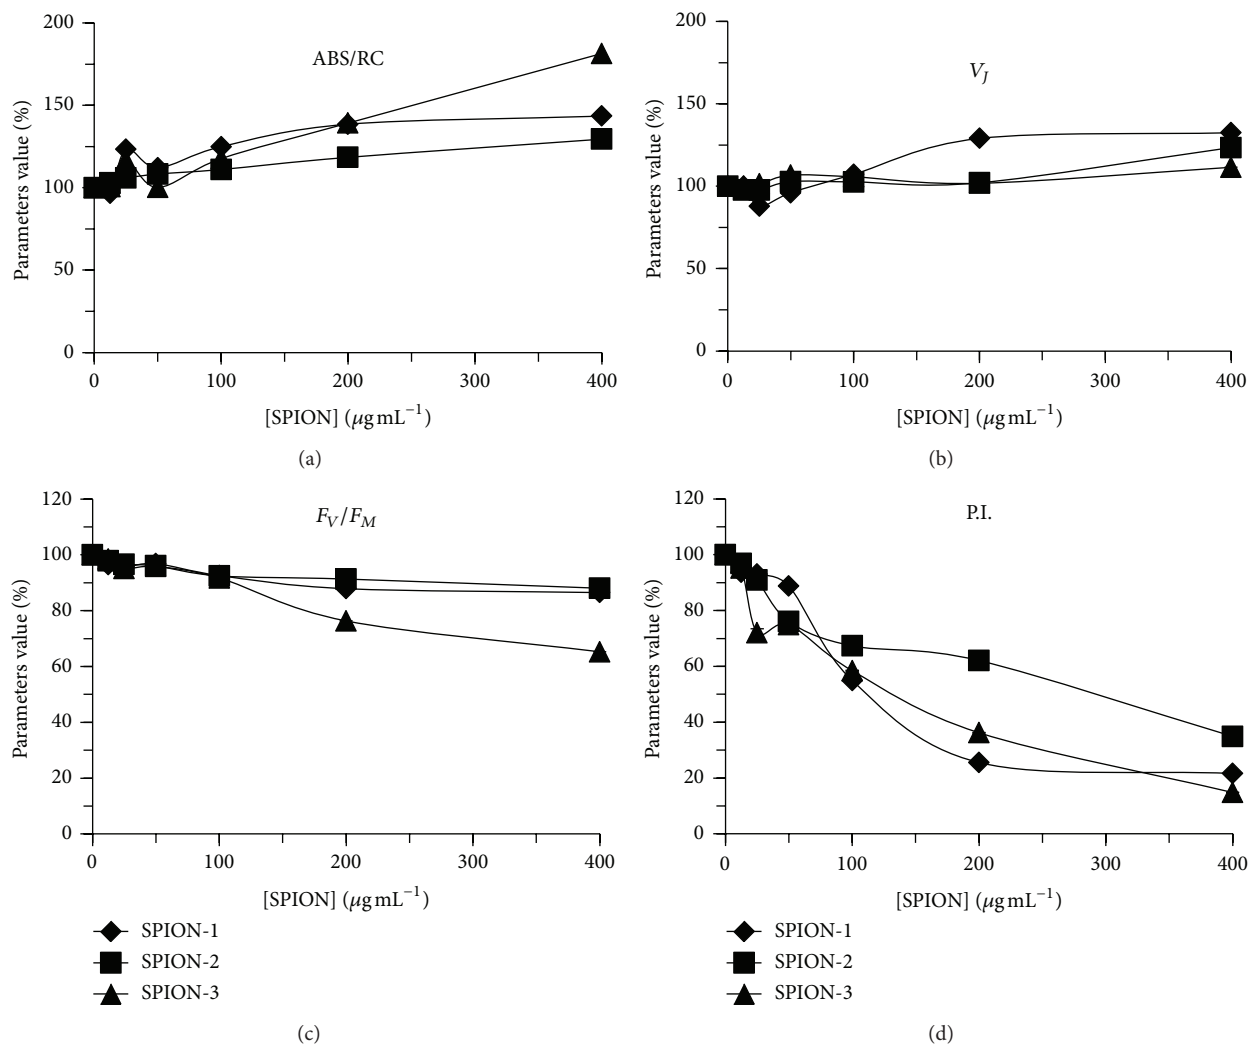 ABS/RC
Parameters value (%)
200
150
100
50
0
0 100 200 300 400
[SPION] (μg mL⁻¹)
(a)
V_J
Parameters value (%)
200
150
100
50
0
0 100 200 300 400
[SPION] (μg mL⁻¹)
(b)
F_V/F_M
Parameters value (%)
120
100
80
60
40
20
0
0 100 200 300 400
[SPION] (μg mL⁻¹)
SPION-1
SPION-2
SPION-3
(c)
P.I.
Parameters value (%)
120
100
80
60
40
20
0
0 100 200 300 400
[SPION] (μg mL⁻¹)
SPION-1
SPION-2
SPION-3
(d)